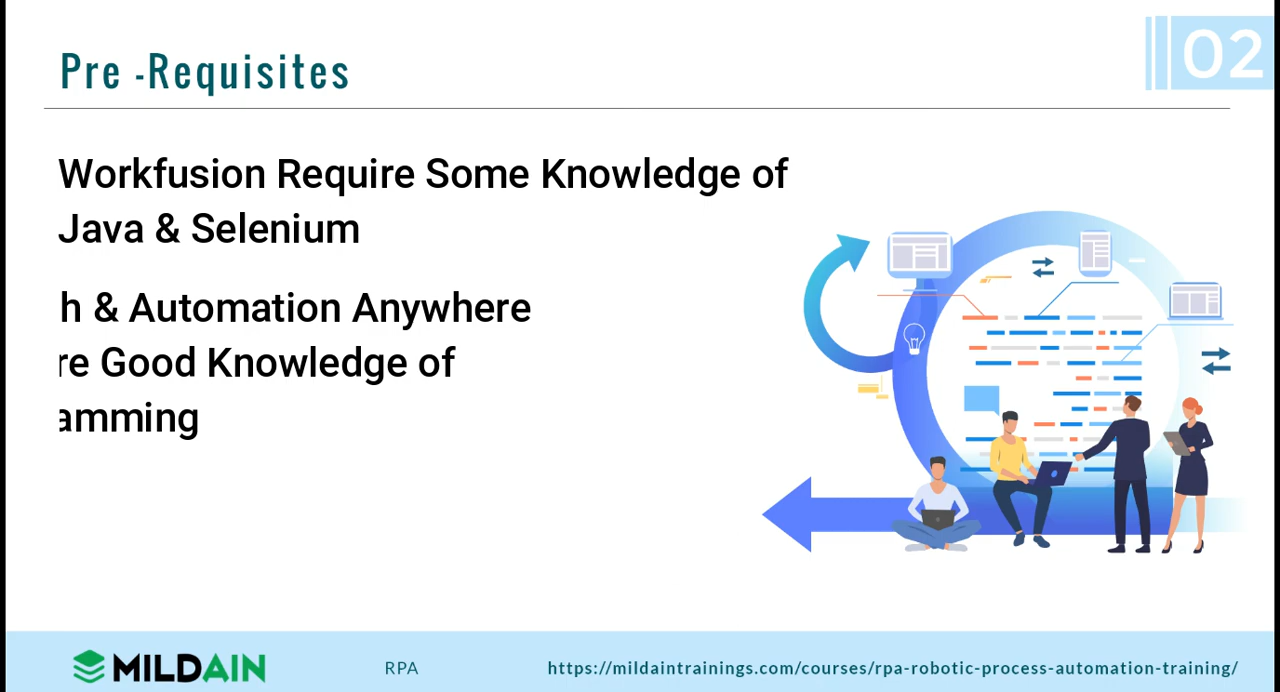 Pre -Requisites
02
Workfusion Require Some Knowledge of
Java & Selenium
h & Automation Anywhere
re Good Knowledge of
amming
MILDAIN
RPA
https://mildaintrainings.com/courses/rpa-robotic-process-automation-training/